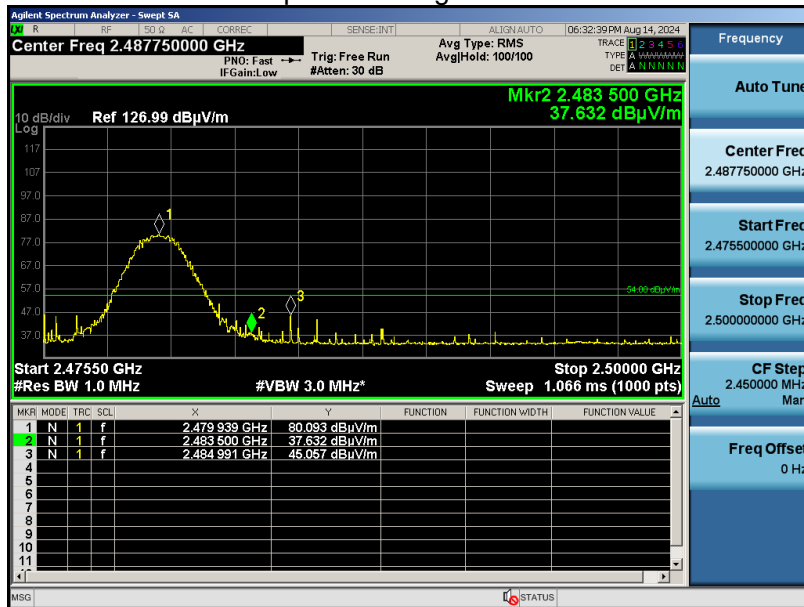 Agilent Spectrum Analyzer - Swept SA
LXI R RF 50 Ω AC CORREC SENSE:INT ALIGN AUTO 06:32:39 PM Aug 14, 2024
Center Freq 2.487750000 GHz
PNO: Fast
IFGain:Low
Trig: Free Run
#Atten: 30 dB
Avg Type: RMS
Avg|Hold: 100/100
TRACE 1 2 3 4 5 6
TYPE A WWWWW
DET A N N N N N
Mkr2 2.483 500 GHz
37.632 dBµV/m
10 dB/div Ref 126.99 dBµV/m
Log
117
107
97.0
87.0
77.0
67.0
57.0
47.0
37.0
1
2
3
54.00 dBµV/m
Start 2.47550 GHz Stop 2.50000 GHz
#Res BW 1.0 MHz #VBW 3.0 MHz* Sweep 1.066 ms (1000 pts)
MKR MODE TRC SCL X Y FUNCTION FUNCTION WIDTH FUNCTION VALUE
1 N 1 f 2.479 939 GHz 80.093 dBµV/m
2 N 1 f 2.483 500 GHz 37.632 dBµV/m
3 N 1 f 2.484 991 GHz 45.057 dBµV/m
4
5
6
7
8
9
10
11
MSG STATUS
Frequency
Auto Tune
Center Freq
2.487750000 GHz
Start Freq
2.475500000 GHz
Stop Freq
2.500000000 GHz
CF Step
2.450000 MHz
Auto Man
Freq Offset
0 Hz